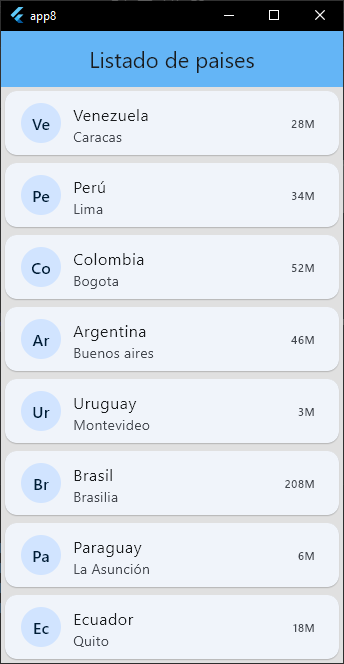 app8
Listado de paises
Ve
Venezuela
Caracas
28M
Pe
Perú
Lima
34M
Co
Colombia
Bogota
52M
Ar
Argentina
Buenos aires
46M
Ur
Uruguay
Montevideo
3M
Br
Brasil
Brasilia
208M
Pa
Paraguay
La Asunción
6M
Ec
Ecuador
Quito
18M